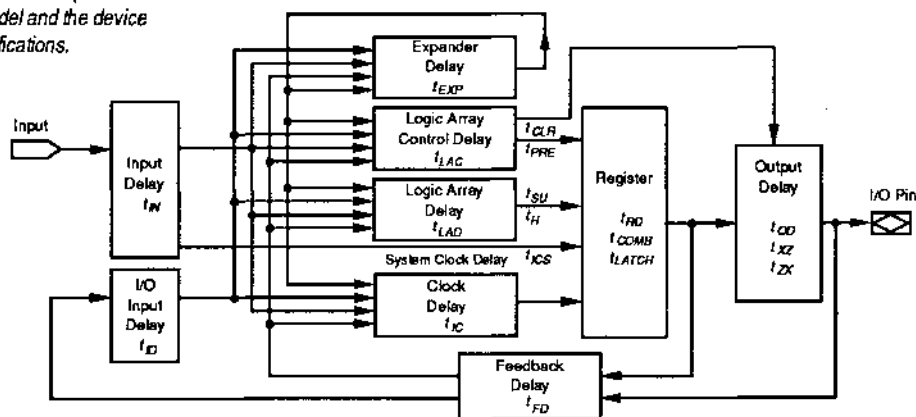 del and the device
fications.
Expander
Delay
tEXP
Input
Logic Array
Control Delay
tLAC
tCLR
tPRE
Input
Delay
tIN
Logic Array
Delay
tLAD
tSU
tH
Register
tRD
tCOMB
tLATCH
Output
Delay
tOD
tXZ
tZX
I/O Pin
System Clock Delay
tICS
I/O
Input
Delay
tIO
Clock
Delay
tIC
Feedback
Delay
tFD